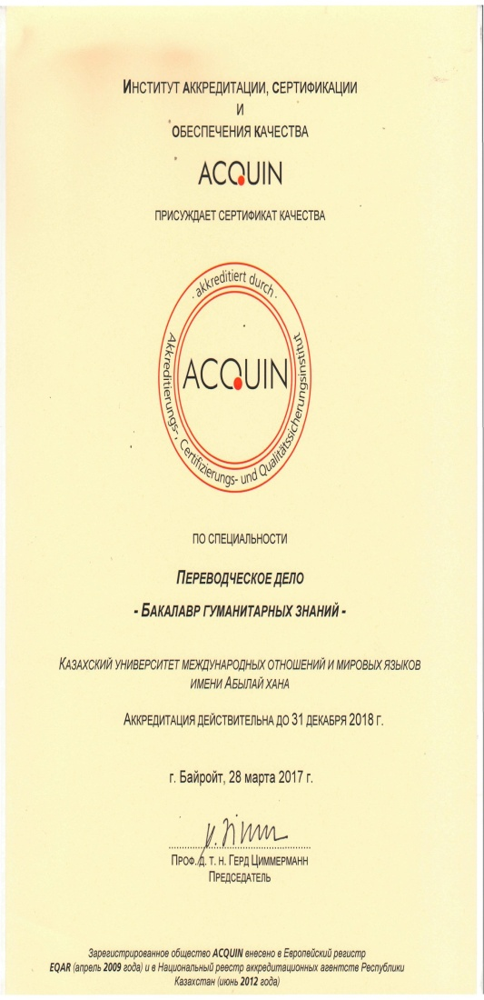 Институт аккредитации, сертификации
и
обеспечения качества
ACQUIN
присуждает сертификат качества
· akkreditiert durch ·
ACQUIN
Akkreditierungs-, Certifizierungs- und Qualitätssicherungsinstitut
по специальности
Переводческое дело
- Бакалавр гуманитарных знаний -
Казахский университет международных отношений и мировых языков
имени Абылай хана
Аккредитация действительна до 31 декабря 2018 г.
г. Байройт, 28 марта 2017 г.
Проф. д. т. н. Герд Циммерманн
Председатель
Зарегистрированное общество ACQUIN внесено в Европейский регистр
EQAR (апрель 2009 года) и в Национальный реестр аккредитационных агентств Республики
Казахстан (июнь 2012 года)